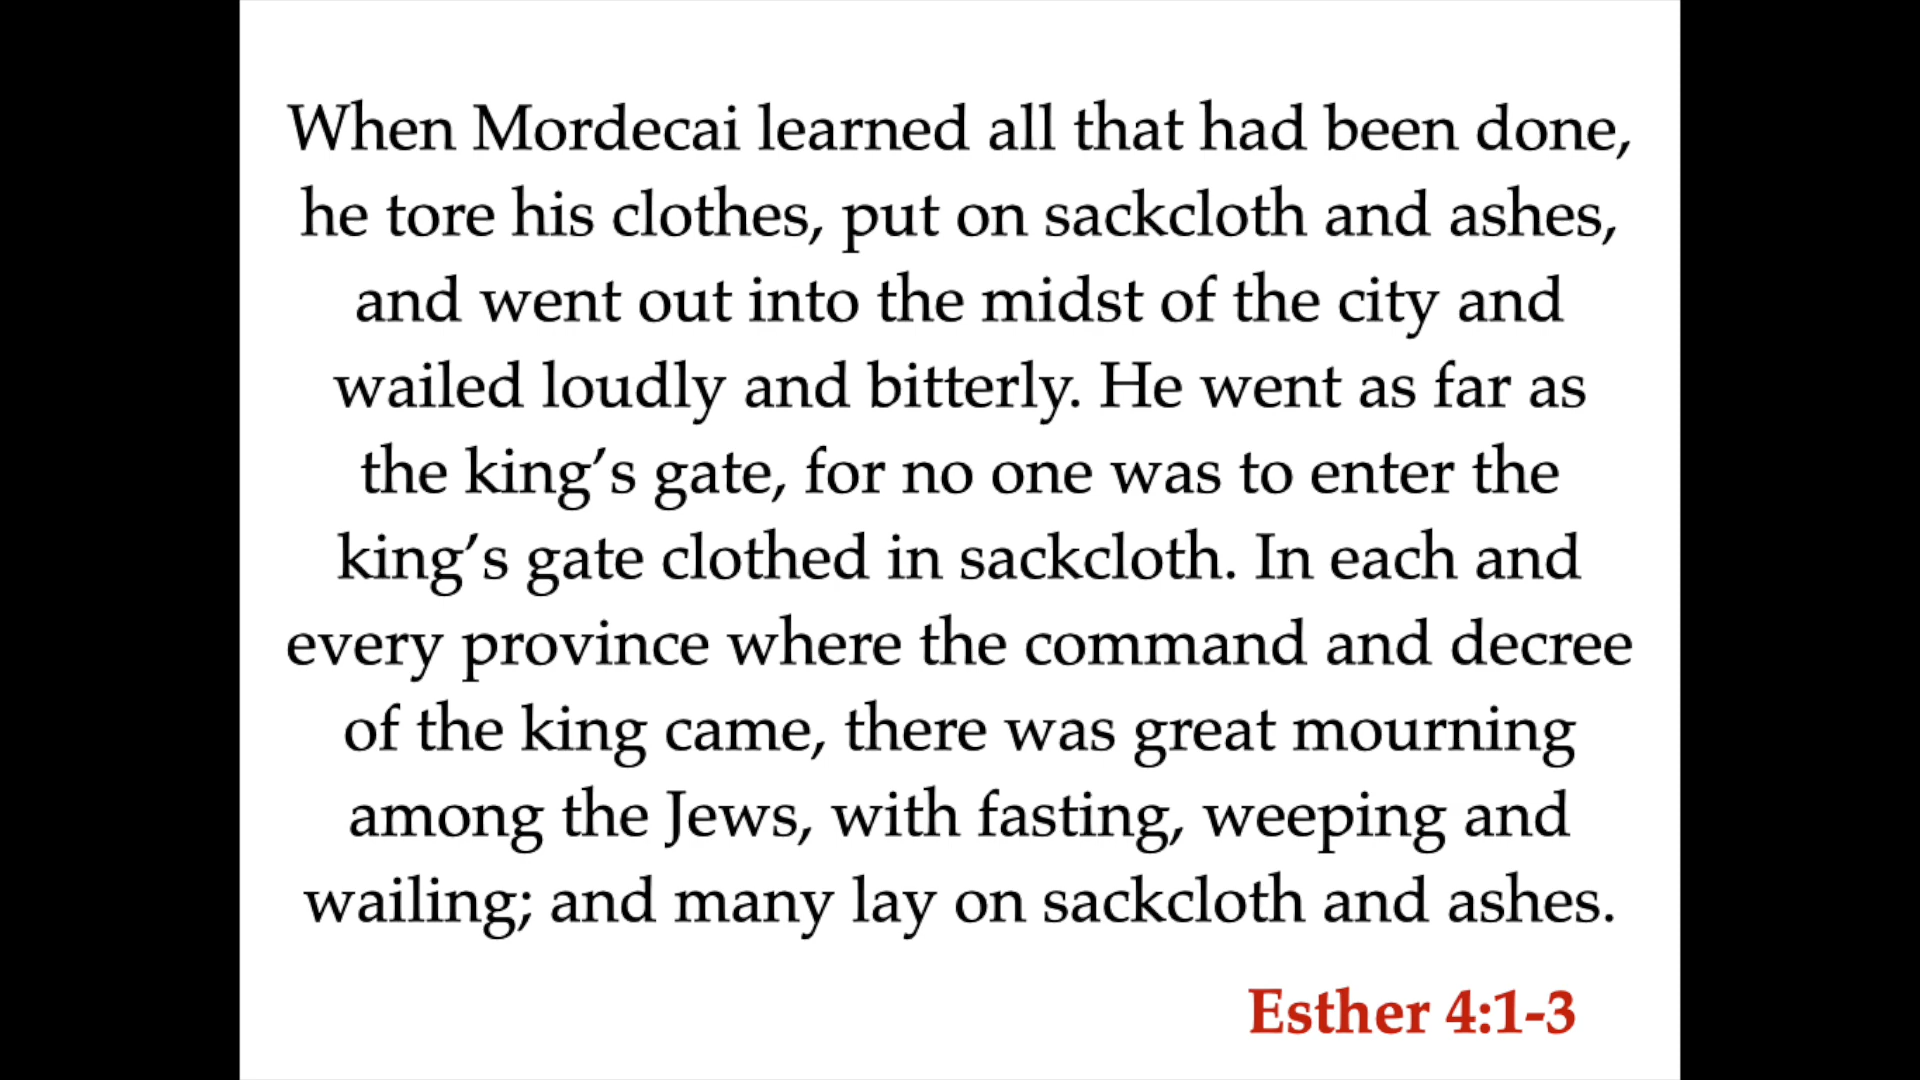 When Mordecai learned all that had been done,
he tore his clothes, put on sackcloth and ashes,
and went out into the midst of the city and
wailed loudly and bitterly. He went as far as
the king’s gate, for no one was to enter the
king’s gate clothed in sackcloth. In each and
every province where the command and decree
of the king came, there was great mourning
among the Jews, with fasting, weeping and
wailing; and many lay on sackcloth and ashes.
Esther 4:1-3